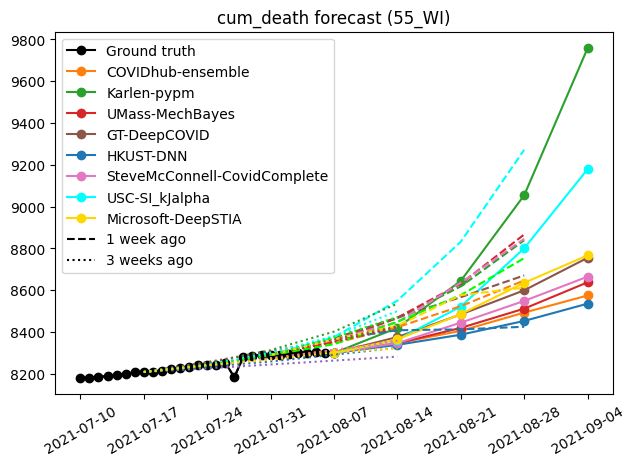 cum_death forecast (55_WI)
9800
9600
9400
9200
9000
8800
8600
8400
8200
Ground truth
COVIDhub-ensemble
Karlen-pypm
UMass-MechBayes
GT-DeepCOVID
HKUST-DNN
SteveMcConnell-CovidComplete
USC-SI_kJalpha
Microsoft-DeepSTIA
1 week ago
3 weeks ago
2021-07-10
2021-07-17
2021-07-24
2021-07-31
2021-08-07
2021-08-14
2021-08-21
2021-08-28
2021-09-04